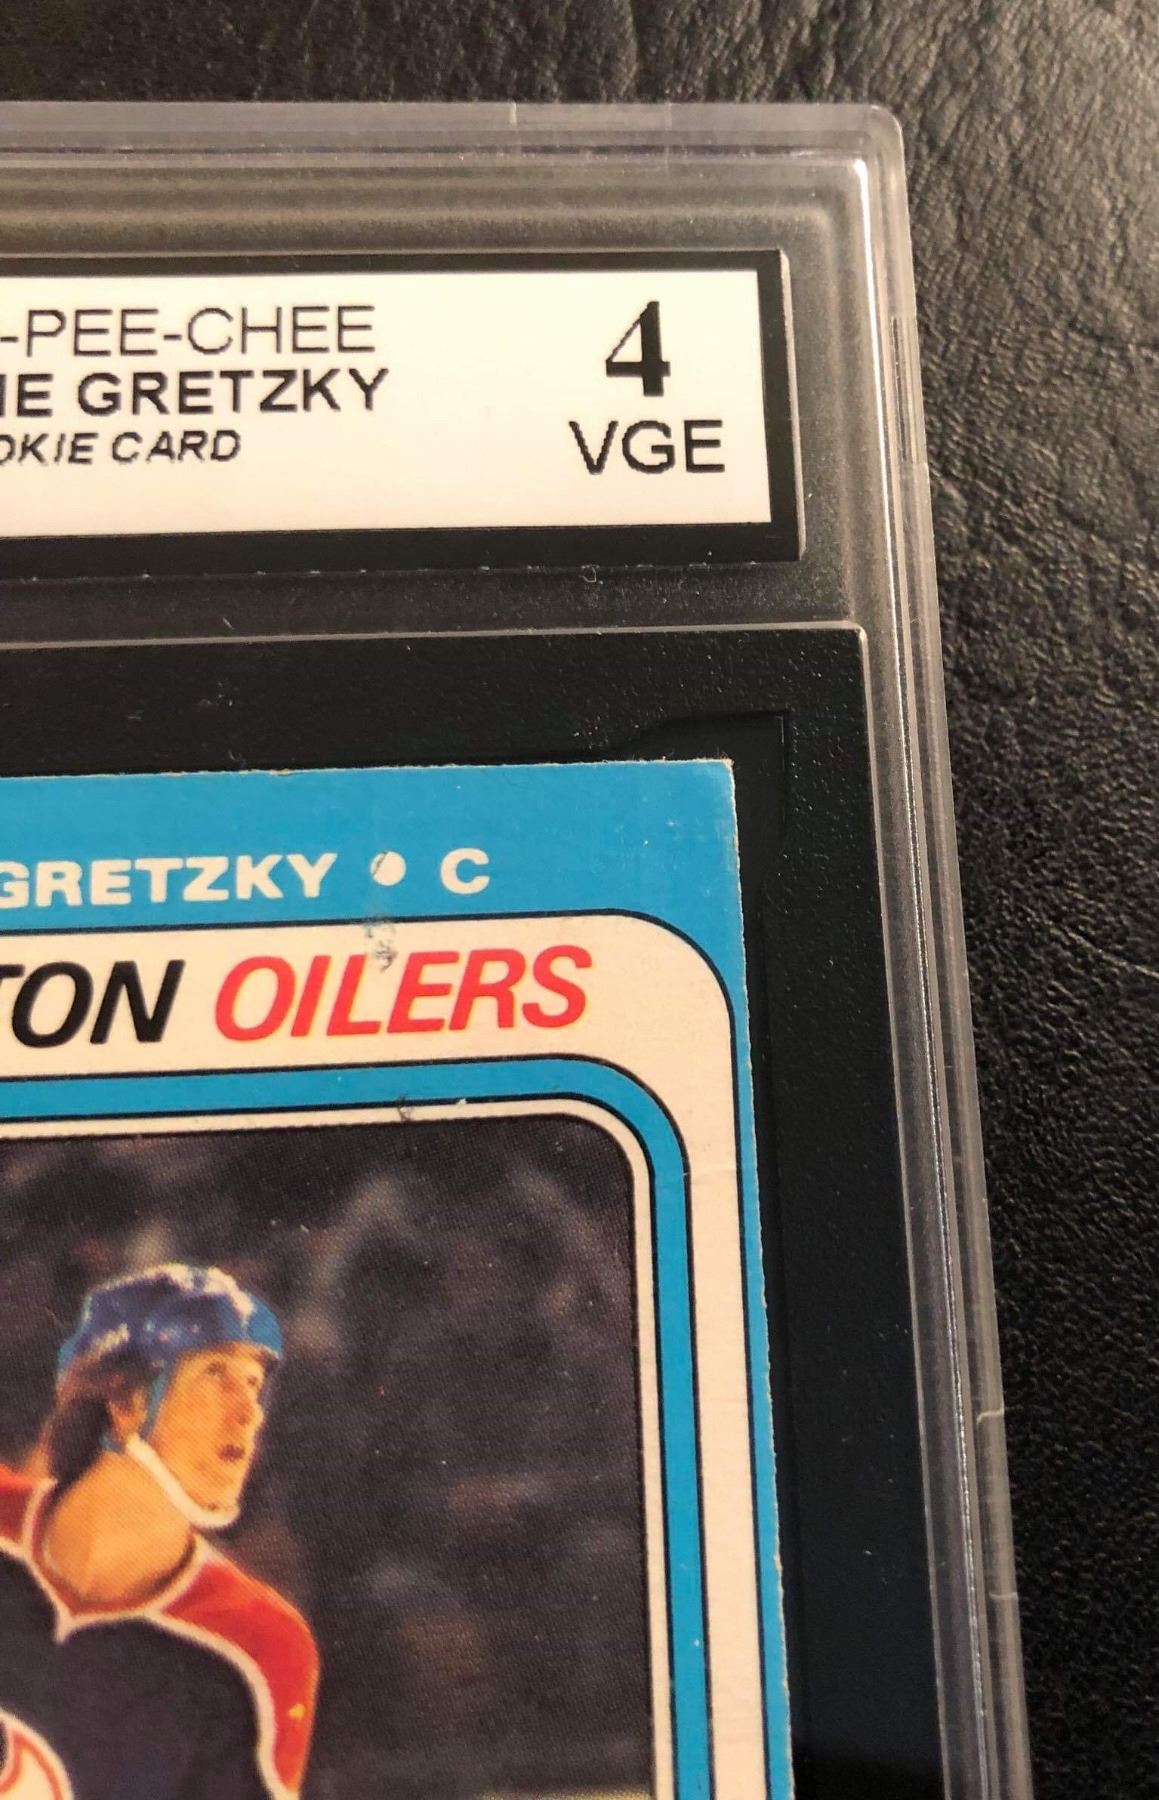 -PEE-CHEE
IE GRETZKY
OKIE CARD
4
VGE
GRETZKY • C
TON OILERS